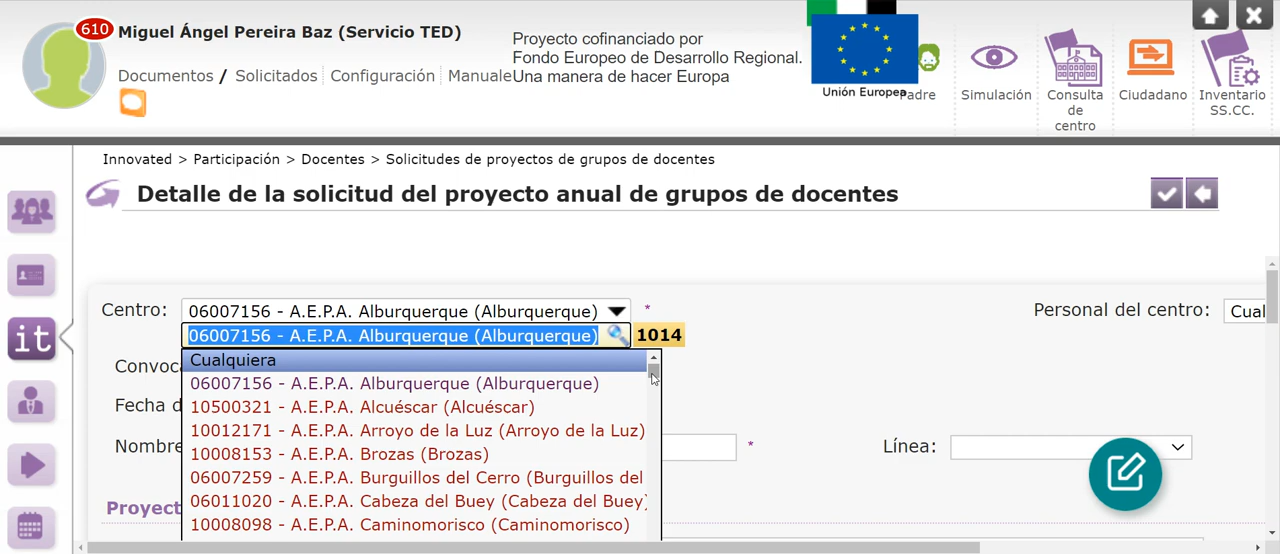 610
Miguel Ángel Pereira Baz (Servicio TED)
Documentos / Solicitados Configuración Manuale
Proyecto cofinanciado por
Fondo Europeo de Desarrollo Regional.
Una manera de hacer Europa
Unión Europea
Padre
Simulación
Consulta
de
centro
Ciudadano
Inventario
SS.CC.
Innovated > Participación > Docentes > Solicitudes de proyectos de grupos de docentes
Detalle de la solicitud del proyecto anual de grupos de docentes
it
Centro: 06007156 - A.E.P.A. Alburquerque (Alburquerque) * Personal del centro: Cual
06007156 - A.E.P.A. Alburquerque (Alburquerque) 1014
Convoca
Fecha d
Nombre * Línea:
Proyect
Cualquiera
06007156 - A.E.P.A. Alburquerque (Alburquerque)
10500321 - A.E.P.A. Alcuéscar (Alcuéscar)
10012171 - A.E.P.A. Arroyo de la Luz (Arroyo de la Luz)
10008153 - A.E.P.A. Brozas (Brozas)
06007259 - A.E.P.A. Burguillos del Cerro (Burguillos del
06011020 - A.E.P.A. Cabeza del Buey (Cabeza del Buey)
10008098 - A.E.P.A. Caminomorisco (Caminomorisco)